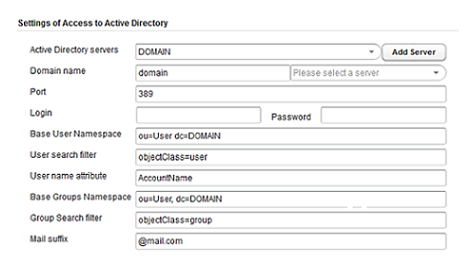 Settings of Access to Active Directory
Active Directory servers DOMAIN Add Server
Domain name domain Please select a server
Port 389
Login Password
Base User Namespace ou=User dc=DOMAIN
User search filter objectClass=user
User name attribute AccountName
Base Groups Namespace ou=User, dc=DOMAIN
Group Search filter objectClass=group
Mail suffix @mail.com